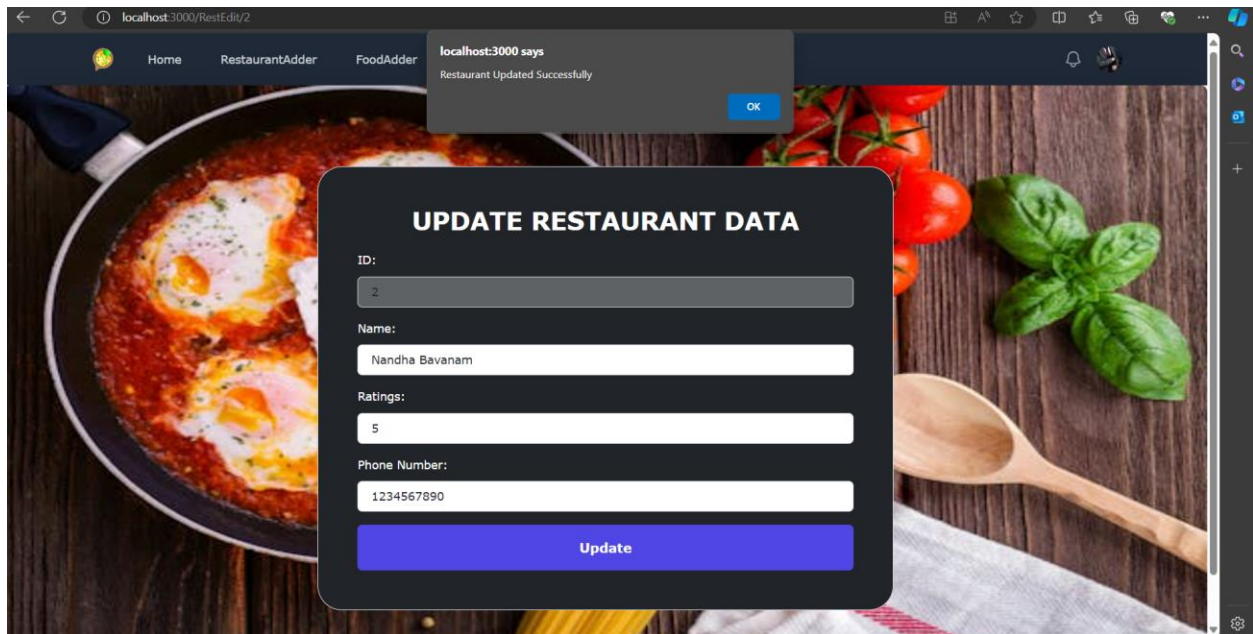 localhost:3000/RestEdit/2
localhost:3000 says
Restaurant Updated Successfully
OK
Home RestaurantAdder FoodAdder
UPDATE RESTAURANT DATA
ID:
2
Name:
Nandha Bavanam
Ratings:
5
Phone Number:
1234567890
Update